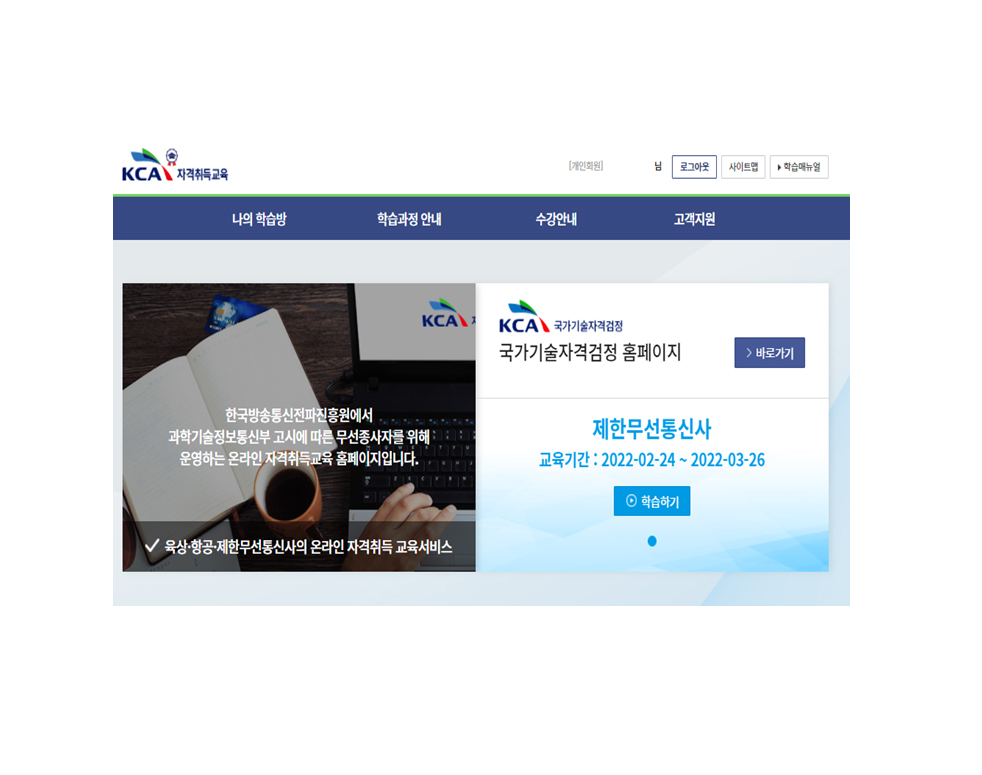 KCA 자격취득교육
[개인회원] 님 로그아웃 사이트맵 학습매뉴얼
나의 학습방 학습과정 안내 수강안내 고객지원
KCA 자
한국방송통신전파진흥원에서
과학기술정보통신부 고시에 따른 무선종사자를 위해
운영하는 온라인 자격취득교육 홈페이지입니다.
육상·항공·제한무선통신사의 온라인 자격취득 교육서비스
KCA 국가기술자격검정
국가기술자격검정 홈페이지
바로가기
제한무선통신사
교육기간 : 2022-02-24 ~ 2022-03-26
학습하기